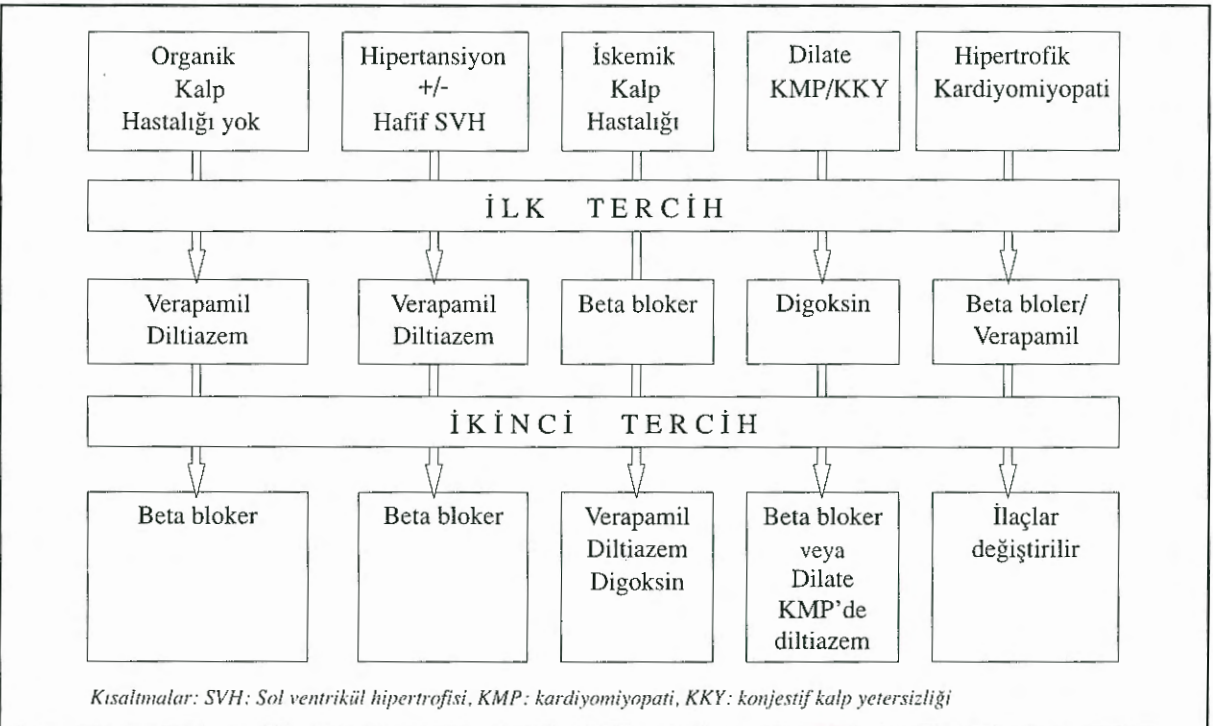 Organik
Kalp
Hastalığı yok
Hipertansiyon
+/-
Hafif SVH
İskemik
Kalp
Hastalığı
Dilate
KMP/KKY
Hipertrofik
Kardiyomiyopati
İLK TERCİH
Verapamil
Diltiazem
Verapamil
Diltiazem
Beta bloker
Digoksin
Beta bloler/
Verapamil
İKİNCİ TERCİH
Beta bloker
Beta bloker
Verapamil
Diltiazem
Digoksin
Beta bloker
veya
Dilate
KMP'de
diltiazem
İlaçlar
değiştirilir
Kısaltmalar: SVH: Sol ventrikül hipertrofisi, KMP: kardiyomiyopati, KKY: konjestif kalp yetersizliği